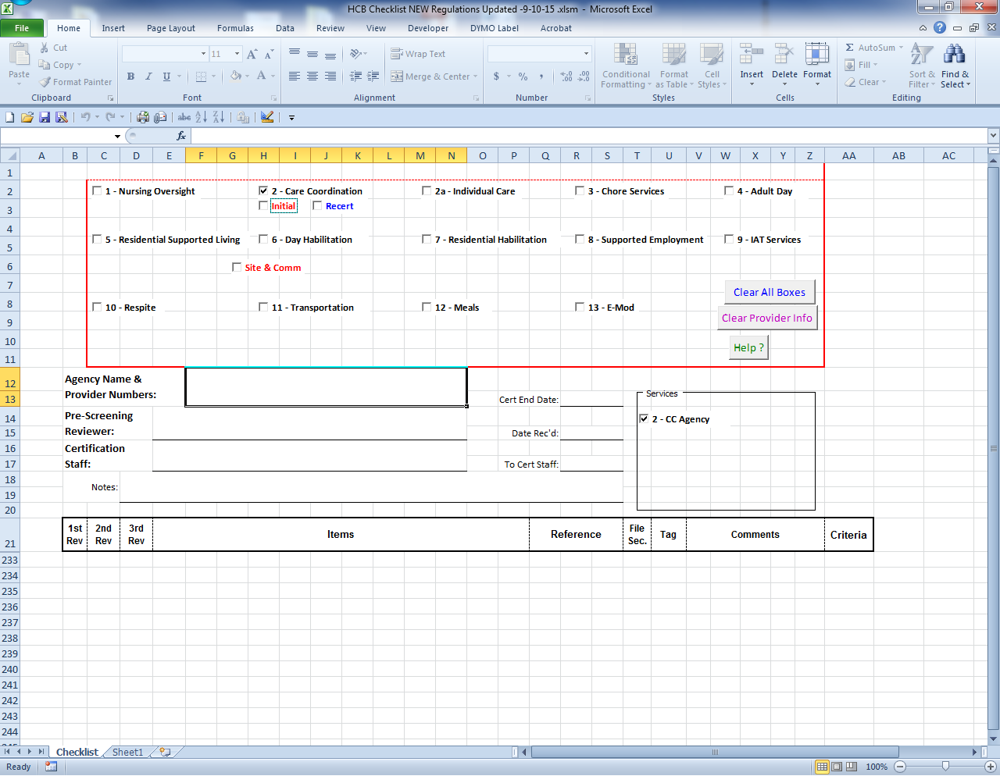 HCB Checklist NEW Regulations Updated -9-10-15 .xlsm - Microsoft Excel
File Home Insert Page Layout Formulas Data Review View Developer DYMO Label Acrobat
Paste Cut Copy Format Painter
11 A A B I U A
Wrap Text Merge & Center
$ % , .00 .00
Conditional Formatting Format as Table Cell Styles
Insert Delete Format
Σ AutoSum Fill Clear Sort & Filter Find & Select
Clipboard Font Alignment Number Styles Cells Editing
fx
A B C D E F G H I J K L M N O P Q R S T U V W X Y Z AA AB AC
1
2 1 - Nursing Oversight 2 - Care Coordination 2a - Individual Care 3 - Chore Services 4 - Adult Day
3 Initial Recert
4
5 5 - Residential Supported Living 6 - Day Habilitation 7 - Residential Habilitation 8 - Supported Employment 9 - IAT Services
6 Site & Comm
7 Clear All Boxes
8 10 - Respite 11 - Transportation 12 - Meals 13 - E-Mod
9 Clear Provider Info
10 Help ?
11
12 Agency Name &
13 Provider Numbers: Cert End Date: Services
14 Pre-Screening 2 - CC Agency
15 Reviewer: Date Rec'd:
16 Certification
17 Staff: To Cert Staff:
18
19 Notes:
20
21 1st Rev 2nd Rev 3rd Rev Items Reference File Sec. Tag Comments Criteria
233
234
235
236
237
238
239
240
241
242
243
244
245
Checklist Sheet1
Ready 100%